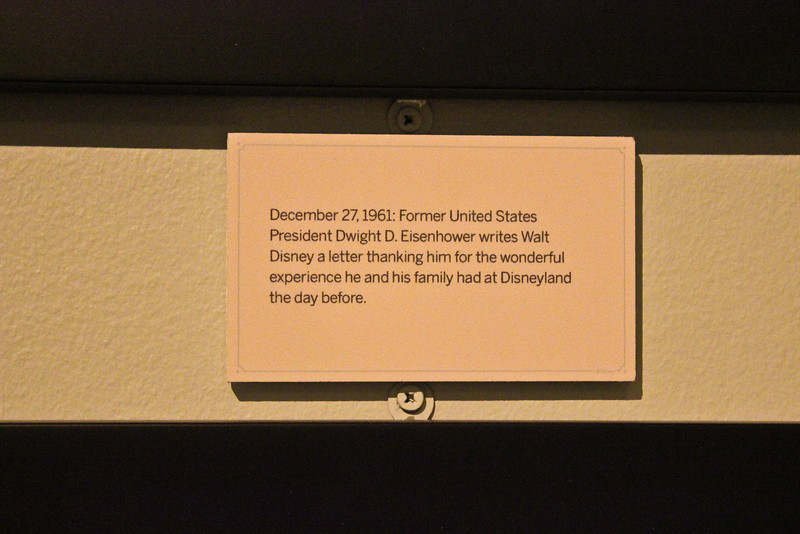 December 27, 1961: Former United States
President Dwight D. Eisenhower writes Walt
Disney a letter thanking him for the wonderful
experience he and his family had at Disneyland
the day before.